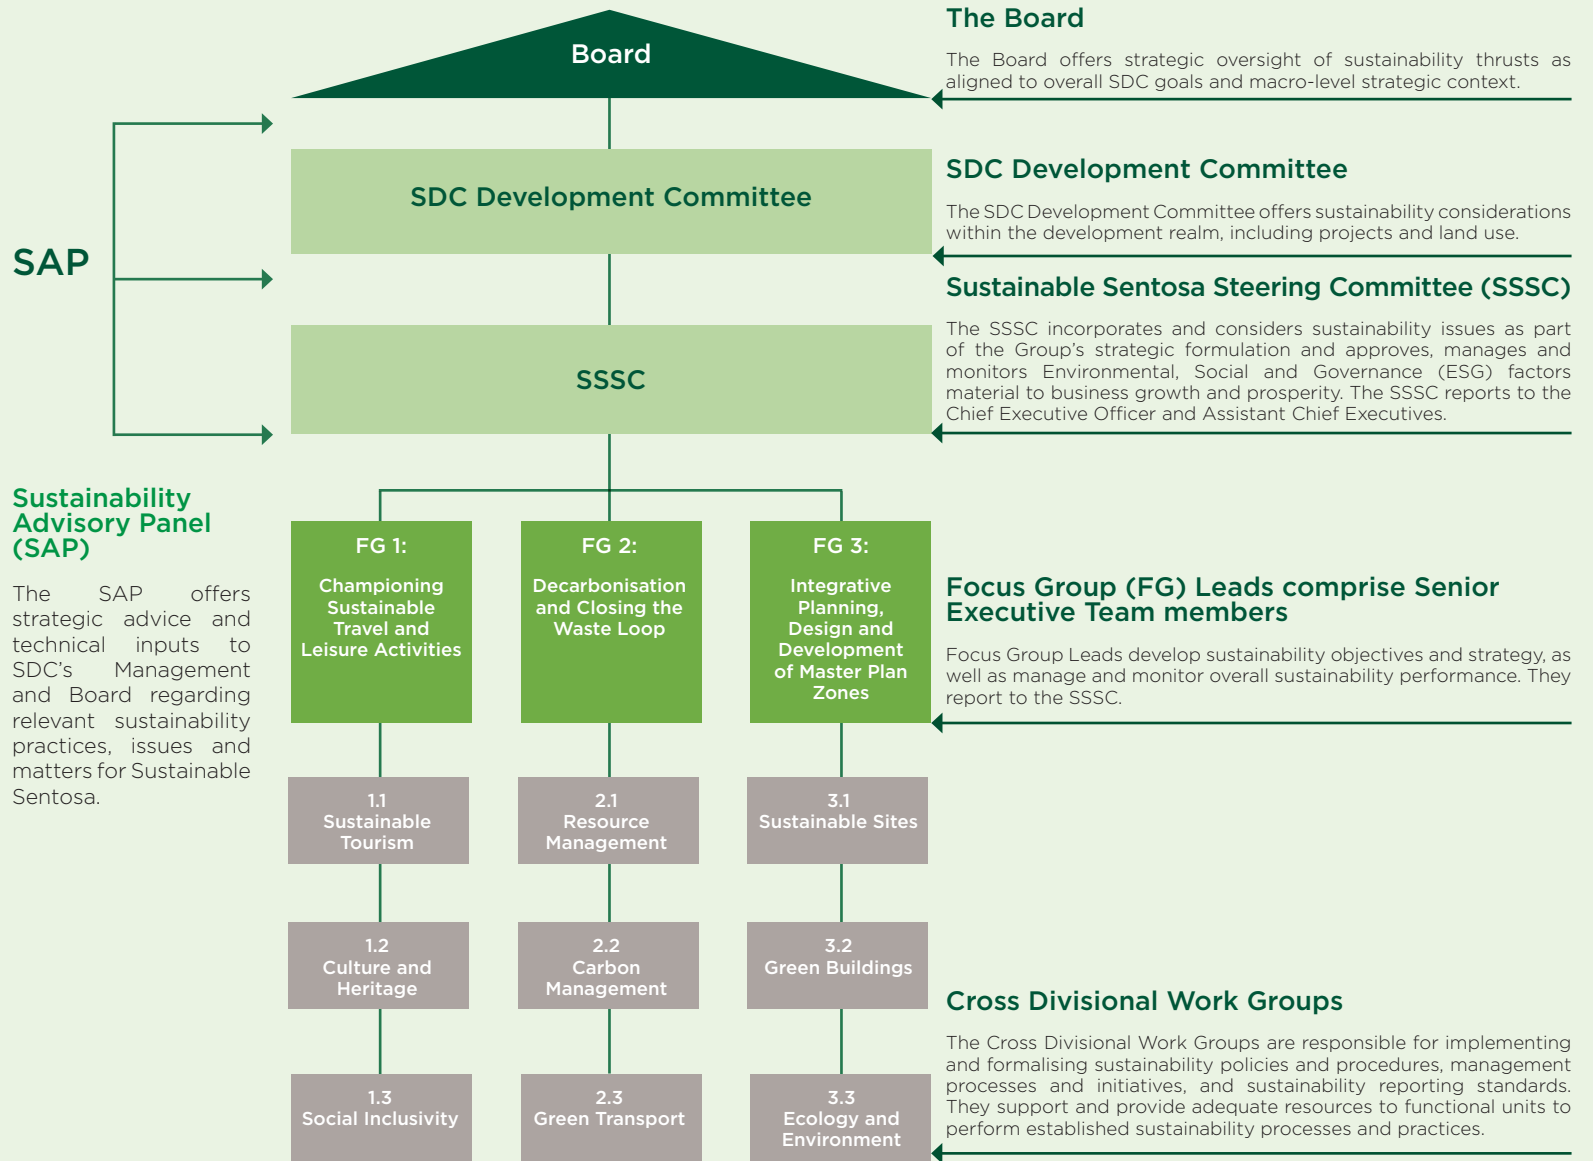 Board
SDC Development Committee
SAP
SSSC
Sustainability
Advisory Panel
(SAP)
The SAP offers
strategic advice and
technical inputs to
SDC's Management
and Board regarding
relevant sustainability
practices, issues and
matters for Sustainable
Sentosa.
FG 1:
Championing
Sustainable
Travel and
Leisure Activities
1.1
Sustainable
Tourism
1.2
Culture and
Heritage
1.3
Social Inclusivity
FG 2:
Decarbonisation
and Closing the
Waste Loop
2.1
Resource
Management
2.2
Carbon
Management
2.3
Green Transport
FG 3:
Integrative
Planning,
Design and
Development
of Master Plan
Zones
3.1
Sustainable Sites
3.2
Green Buildings
3.3
Ecology and
Environment
The Board
The Board offers strategic oversight of sustainability thrusts as
aligned to overall SDC goals and macro-level strategic context.
SDC Development Committee
The SDC Development Committee offers sustainability considerations
within the development realm, including projects and land use.
Sustainable Sentosa Steering Committee (SSSC)
The SSSC incorporates and considers sustainability issues as part
of the Group's strategic formulation and approves, manages and
monitors Environmental, Social and Governance (ESG) factors
material to business growth and prosperity. The SSSC reports to the
Chief Executive Officer and Assistant Chief Executives.
Focus Group (FG) Leads comprise Senior
Executive Team members
Focus Group Leads develop sustainability objectives and strategy, as
well as manage and monitor overall sustainability performance. They
report to the SSSC.
Cross Divisional Work Groups
The Cross Divisional Work Groups are responsible for implementing
and formalising sustainability policies and procedures, management
processes and initiatives, and sustainability reporting standards.
They support and provide adequate resources to functional units to
perform established sustainability processes and practices.